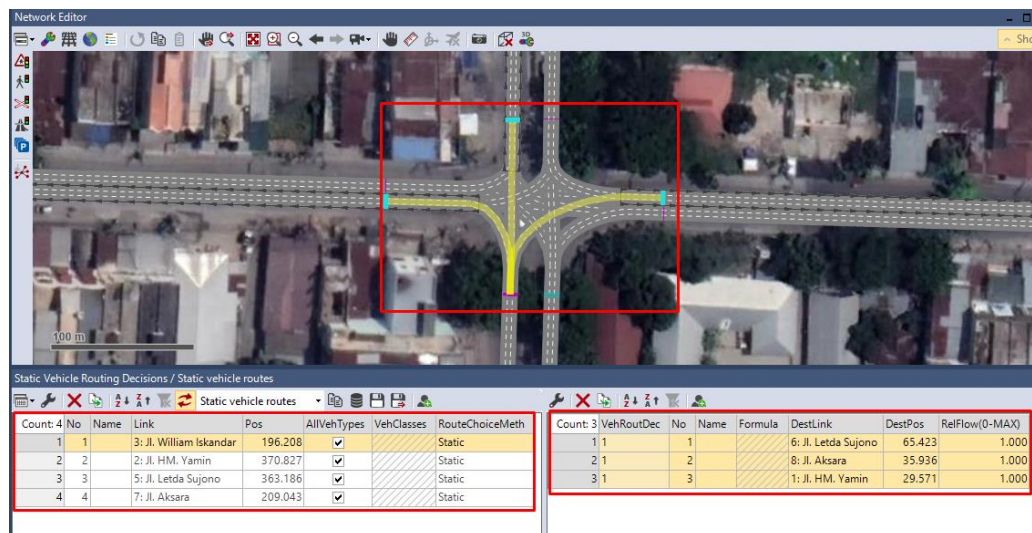 Network Editor
Sho
3D
P
100 m
Static Vehicle Routing Decisions / Static vehicle routes
Static vehicle routes
Count: 4 No Name Link Pos AllVehTypes VehClasses RouteChoiceMeth
1 1 3: Jl. William Iskandar 196.208 Static
2 2 2: Jl. HM. Yamin 370.827 Static
3 3 5: Jl. Letda Sujono 363.186 Static
4 4 7: Jl. Aksara 209.043 Static
Count: 3 VehRoutDec No Name Formula DestLink DestPos RelFlow(0-MAX)
1 1 1 6: Jl. Letda Sujono 65.423 1.000
2 1 2 8: Jl. Aksara 35.936 1.000
3 1 3 1: Jl. HM. Yamin 29.571 1.000